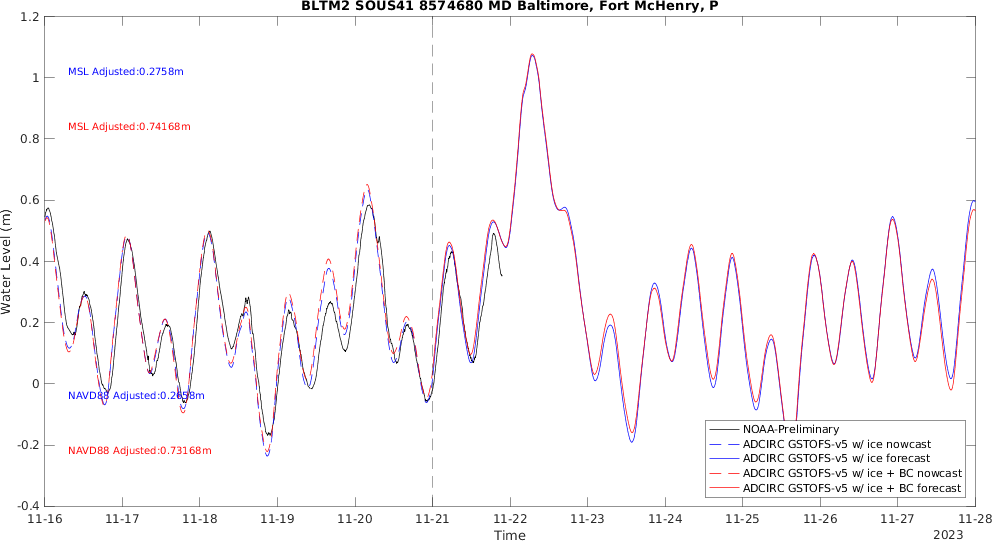 BLTM2 SOUS41 8574680 MD Baltimore, Fort McHenry, P
1.2
1
0.8
0.6
0.4
0.2
0
-0.2
-0.4
Water Level (m)
MSL Adjusted:0.2758m
MSL Adjusted:0.74168m
NAVD88 Adjusted:0.2658m
NAVD88 Adjusted:0.73168m
NOAA-Preliminary
ADCIRC GSTOFS-v5 w/ ice nowcast
ADCIRC GSTOFS-v5 w/ ice forecast
ADCIRC GSTOFS-v5 w/ ice + BC nowcast
ADCIRC GSTOFS-v5 w/ ice + BC forecast
11-16 11-17 11-18 11-19 11-20 11-21 11-22 11-23 11-24 11-25 11-26 11-27 11-28
Time
2023